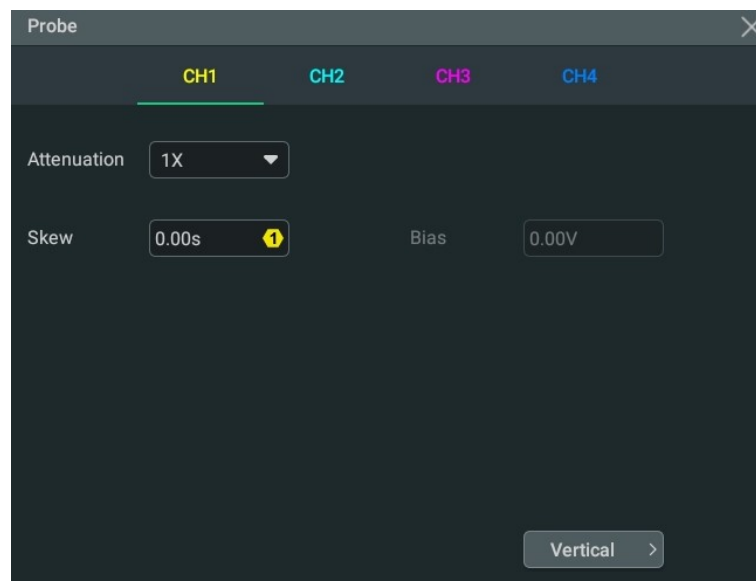 Probe
CH1 CH2 CH3 CH4
Attenuation 1X
Skew 0.00s 1 Bias 0.00V
Vertical